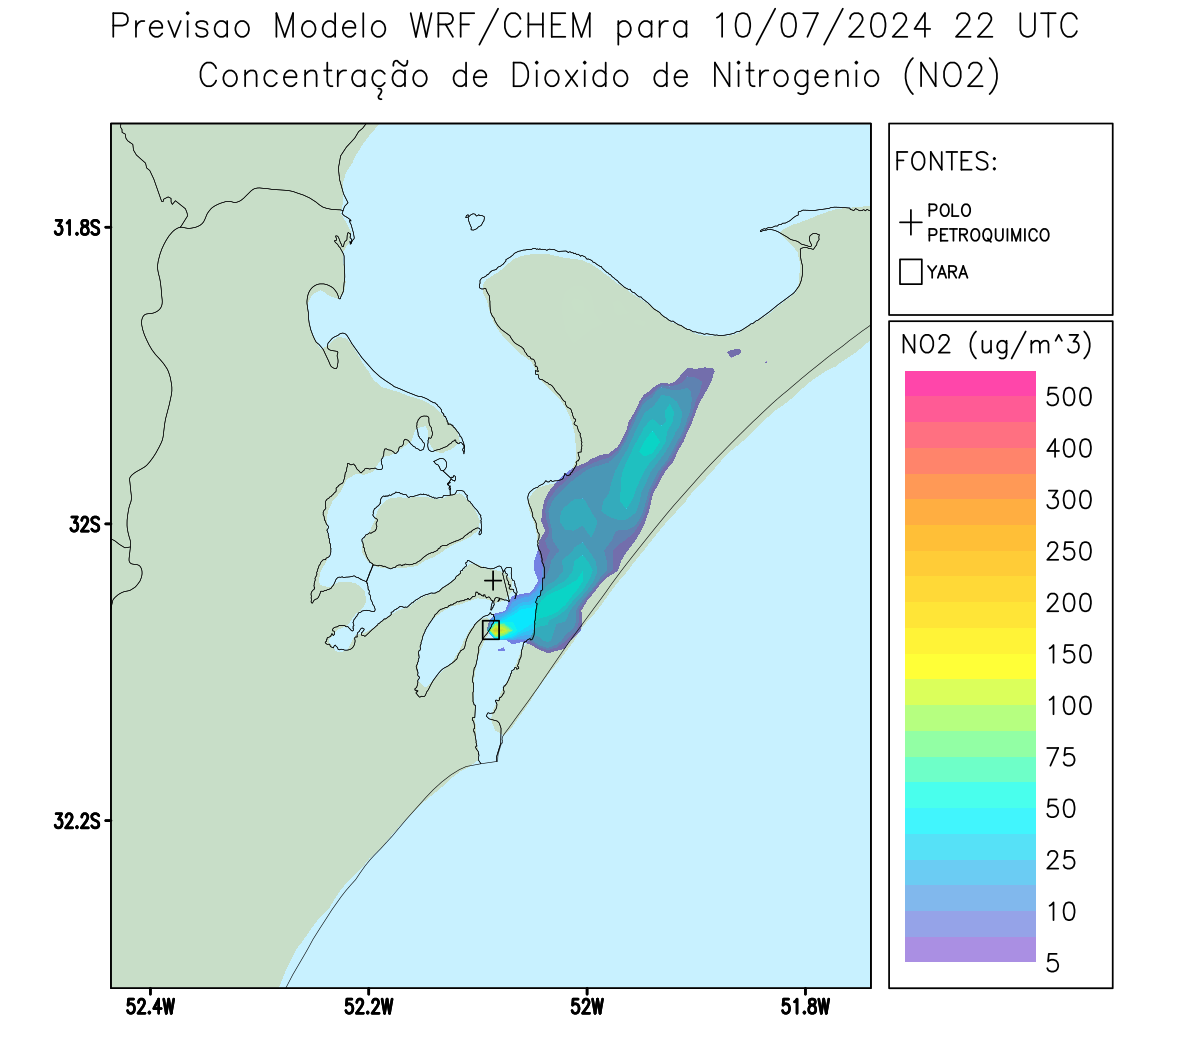 Previsao Modelo WRF/CHEM para 10/07/2024 22 UTC
Concentração de Dioxido de Nitrogenio (NO2)
FONTES:
POLO
PETROQUIMICO
YARA
31.8S
32S
32.2S
52.4W
52.2W
52W
51.8W
NO2 (ug/m^3)
500
400
300
250
200
150
100
75
50
25
10
5